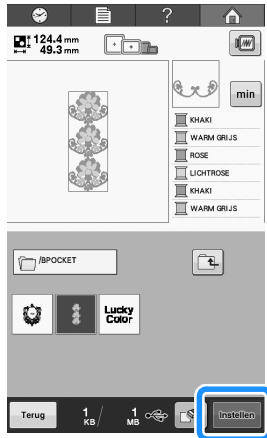 ?
124.4 mm
49.3 mm
min
KHAKI
WARM GRIJS
ROSE
LICHTROSE
KHAKI
WARM GRIJS
/BPOCKET
Lucky
Color
Terug
1 KB / 1 MB
Instellen